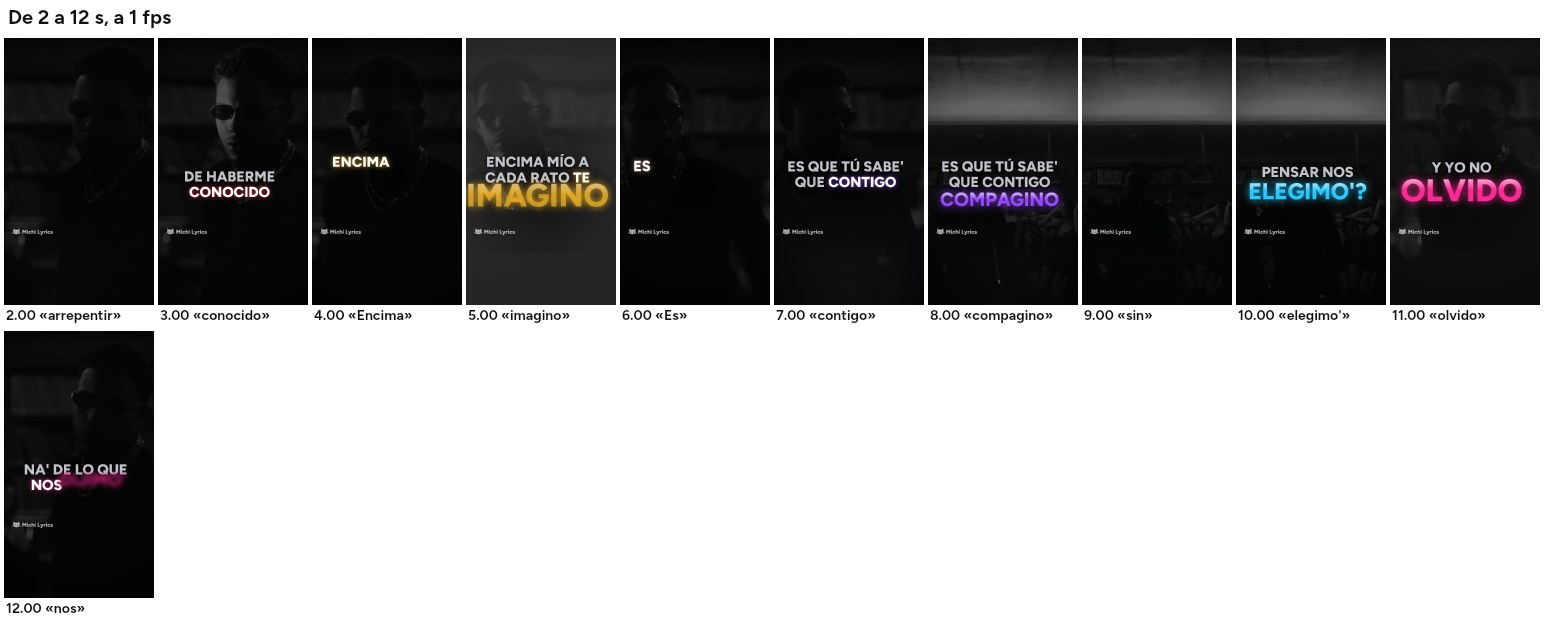 De 2 a 12 s, a 1 fps
Michi Lyrics
2.00 «arrepentir»
DE HABERME
CONOCIDO
Michi Lyrics
3.00 «conocido»
ENCIMA
Michi Lyrics
4.00 «Encima»
ENCIMA MÍO A
CADA RATO TE
IMAGINO
Michi Lyrics
5.00 «imagino»
ES
Michi Lyrics
6.00 «Es»
ES QUE TÚ SABE'
QUE CONTIGO
Michi Lyrics
7.00 «contigo»
ES QUE TÚ SABE'
QUE CONTIGO
COMPAGINO
Michi Lyrics
8.00 «compagino»
Michi Lyrics
9.00 «sin»
PENSAR NOS
ELEGIMO'?
Michi Lyrics
10.00 «elegimo'»
Y YO NO
OLVIDO
Michi Lyrics
11.00 «olvido»
NA' DE LO QUE
NOS
Michi Lyrics
12.00 «nos»